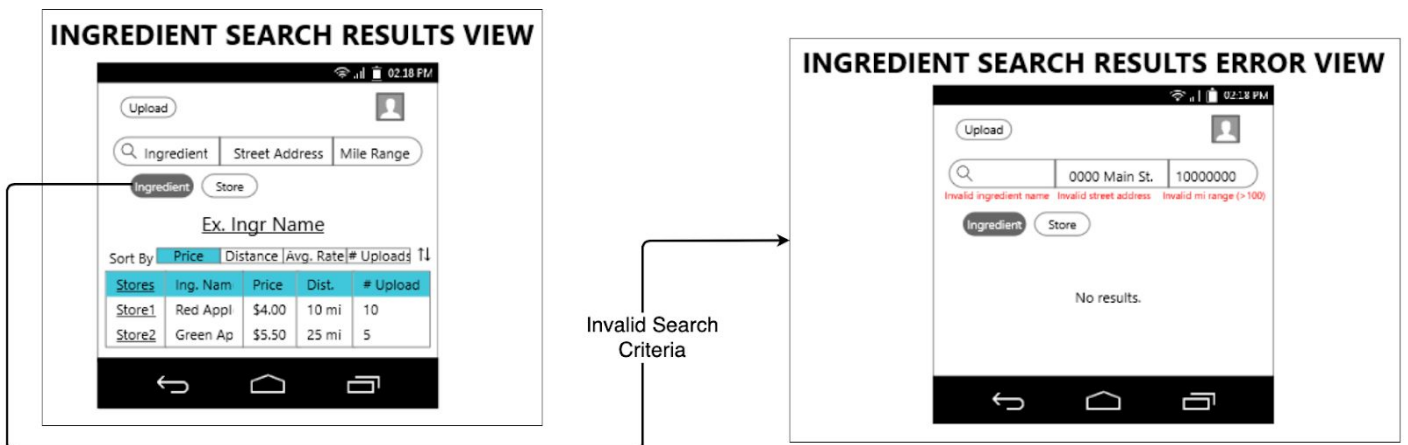 INGREDIENT SEARCH RESULTS VIEW
02:18 PM
Upload
Ingredient Street Address Mile Range
Ingredient Store
Ex. Ingr Name
Sort By Price Distance Avg. Rate # Uploads
Stores Ing. Nam Price Dist. # Upload
Store1 Red Appl $4.00 10 mi 10
Store2 Green Ap $5.50 25 mi 5
Invalid Search
Criteria
INGREDIENT SEARCH RESULTS ERROR VIEW
02:18 PM
Upload
0000 Main St. 10000000
Invalid ingredient name Invalid street address Invalid mi range (>100)
Ingredient Store
No results.